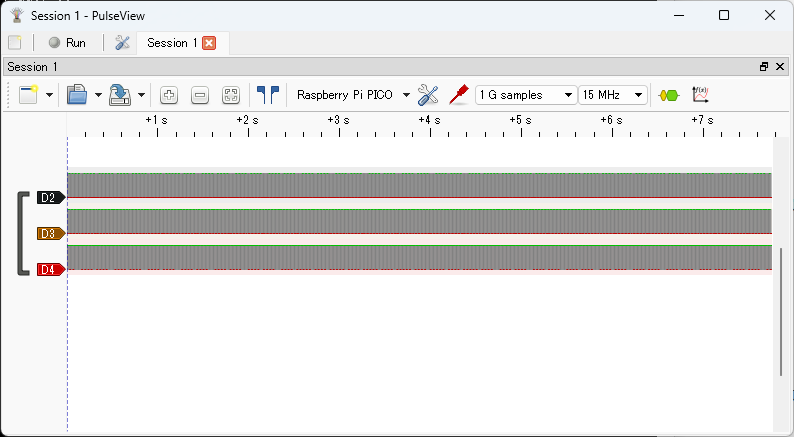 Session 1 - PulseView
Run
Session 1
Session 1
Raspberry Pi PICO
1 G samples
15 MHz
f(x)
+1 s
+2 s
+3 s
+4 s
+5 s
+6 s
+7 s
D2
D3
D4